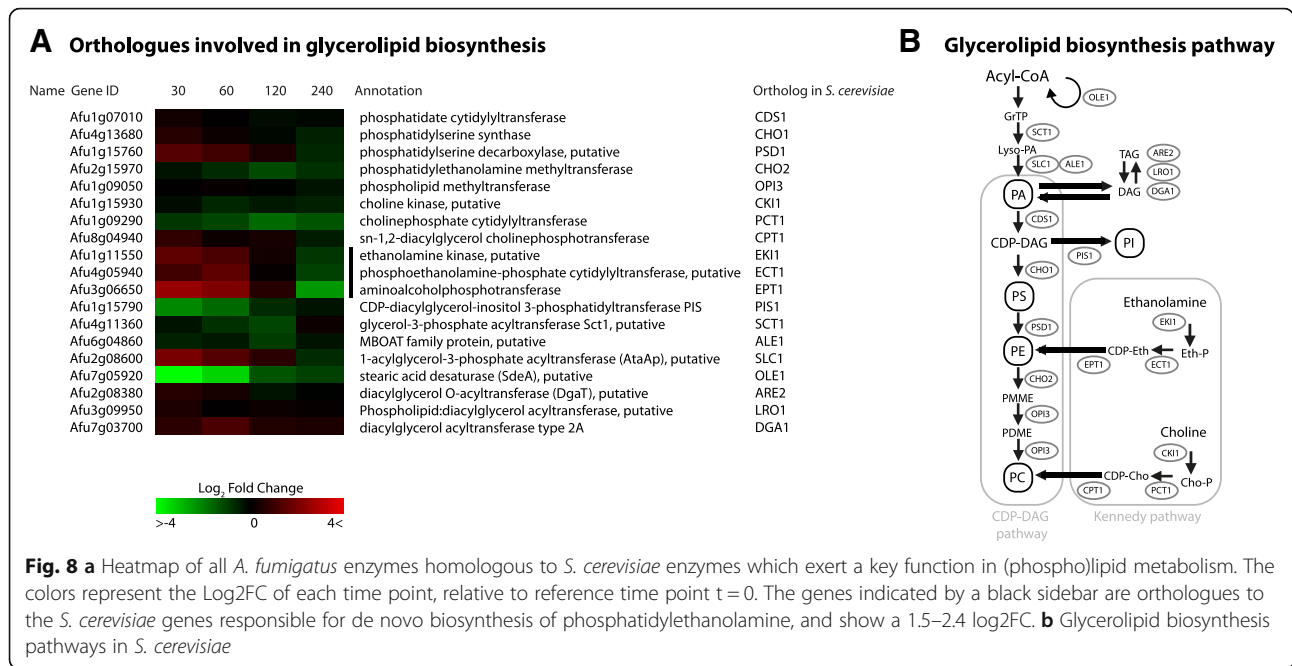 A Orthologues involved in glycerolipid biosynthesis
Name Gene ID 30 60 120 240 Annotation Ortholog in S. cerevisiae
Afu1g07010 phosphatidate cytidylyltransferase CDS1
Afu4g13680 phosphatidylserine synthase CHO1
Afu1g15760 phosphatidylserine decarboxylase, putative PSD1
Afu2g15970 phosphatidylethanolamine methyltransferase CHO2
Afu1g09050 phospholipid methyltransferase OPI3
Afu1g15930 choline kinase, putative CKI1
Afu1g09290 cholinephosphate cytidylyltransferase PCT1
Afu8g04940 sn-1,2-diacylglycerol cholinephosphotransferase CPT1
Afu1g11550 ethanolamine kinase, putative EKI1
Afu4g05940 phosphoethanolamine-phosphate cytidylyltransferase, putative ECT1
Afu3g06650 aminoalcoholphosphotransferase EPT1
Afu1g15790 CDP-diacylglycerol-inositol 3-phosphatidyltransferase PIS PIS1
Afu4g11360 glycerol-3-phosphate acyltransferase Sct1, putative SCT1
Afu6g04860 MBOAT family protein, putative ALE1
Afu2g08600 1-acylglycerol-3-phosphate acyltransferase (AtaAp), putative SLC1
Afu7g05920 stearic acid desaturase (SdeA), putative OLE1
Afu2g08380 diacylglycerol O-acyltransferase (DgaT), putative ARE2
Afu3g09950 Phospholipid:diacylglycerol acyltransferase, putative LRO1
Afu7g03700 diacylglycerol acyltransferase type 2A DGA1
Log2 Fold Change
>-4 0 4<
B Glycerolipid biosynthesis pathway
Acyl-CoA
OLE1
GrTP
SCT1
Lyso-PA
SLC1 ALE1
TAG ARE2
LRO1
PA DAG DGA1
CDS1
CDP-DAG PI
PIS1
CHO1
PS Ethanolamine
EKI1
PSD1
PE CDP-Eth Eth-P
EPT1 ECT1
CHO2
PMME
OPI3
PDME Choline
OPI3 CKI1
PC CDP-Cho Cho-P
CPT1 PCT1
CDP-DAG pathway Kennedy pathway
Fig. 8 a Heatmap of all A. fumigatus enzymes homologous to S. cerevisiae enzymes which exert a key function in (phospho)lipid metabolism. The
colors represent the Log2FC of each time point, relative to reference time point t = 0. The genes indicated by a black sidebar are orthologues to
the S. cerevisiae genes responsible for de novo biosynthesis of phosphatidylethanolamine, and show a 1.5–2.4 log2FC. b Glycerolipid biosynthesis
pathways in S. cerevisiae